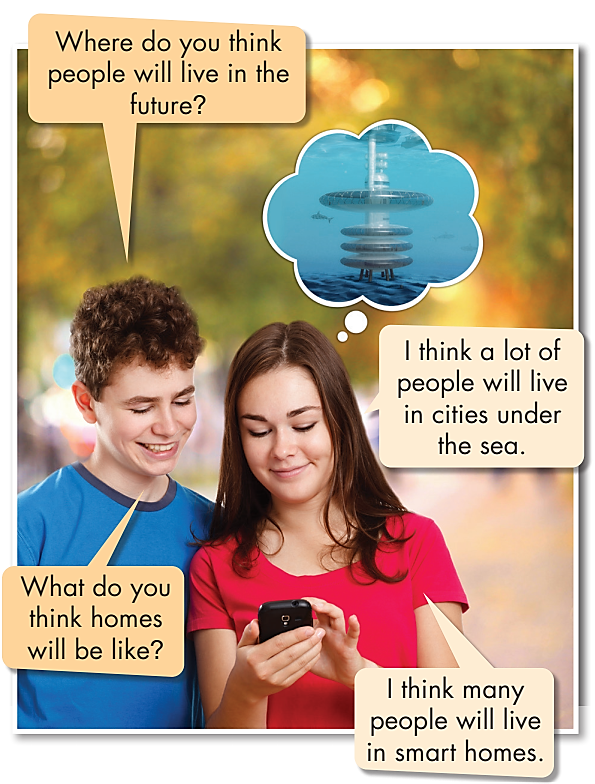 Where do you think
people will live in the
future?
I think a lot of
people will live
in cities under
the sea.
What do you
think homes
will be like?
I think many
people will live
in smart homes.